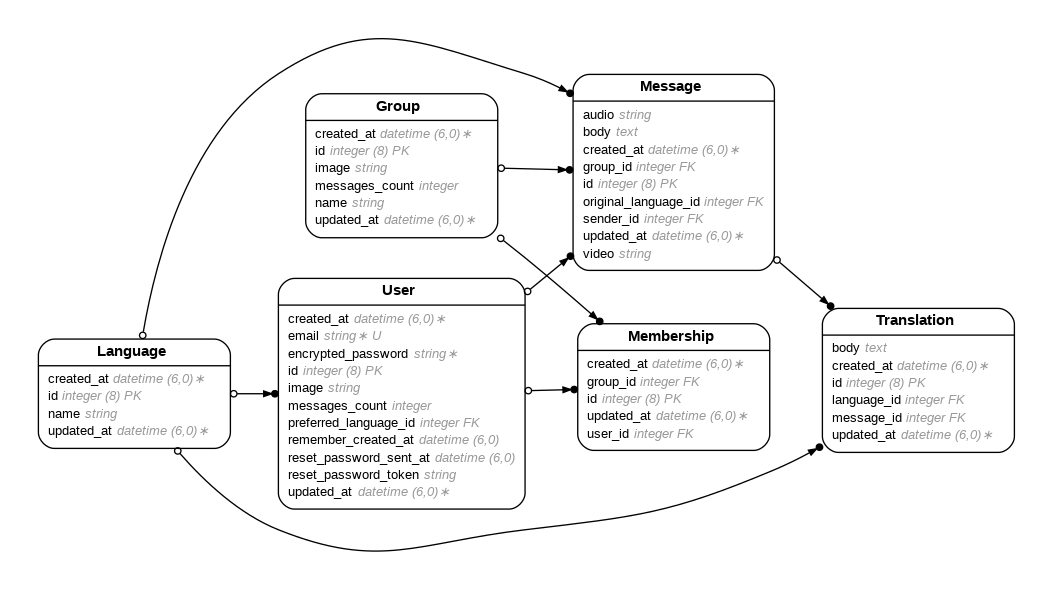 Message
audio string
body text
created_at datetime (6,0)∗
group_id integer FK
id integer (8) PK
original_language_id integer FK
sender_id integer FK
updated_at datetime (6,0)∗
video string
Group
created_at datetime (6,0)∗
id integer (8) PK
image string
messages_count integer
name string
updated_at datetime (6,0)∗
User
created_at datetime (6,0)∗
email string∗ U
encrypted_password string∗
id integer (8) PK
image string
messages_count integer
preferred_language_id integer FK
remember_created_at datetime (6,0)
reset_password_sent_at datetime (6,0)
reset_password_token string
updated_at datetime (6,0)∗
Language
created_at datetime (6,0)∗
id integer (8) PK
name string
updated_at datetime (6,0)∗
Membership
created_at datetime (6,0)∗
group_id integer FK
id integer (8) PK
updated_at datetime (6,0)∗
user_id integer FK
Translation
body text
created_at datetime (6,0)∗
id integer (8) PK
language_id integer FK
message_id integer FK
updated_at datetime (6,0)∗